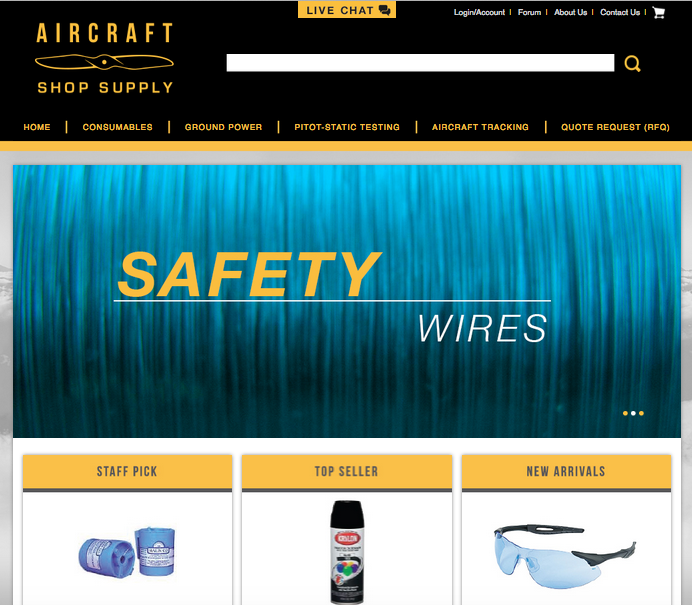 LIVE CHAT
Login/Account | Forum | About Us | Contact Us |
AIRCRAFT
SHOP SUPPLY
HOME | CONSUMABLES | GROUND POWER | PITOT-STATIC TESTING | AIRCRAFT TRACKING | QUOTE REQUEST (RFQ)
SAFETY
WIRES
STAFF PICK
TOP SELLER
NEW ARRIVALS
KRYLON